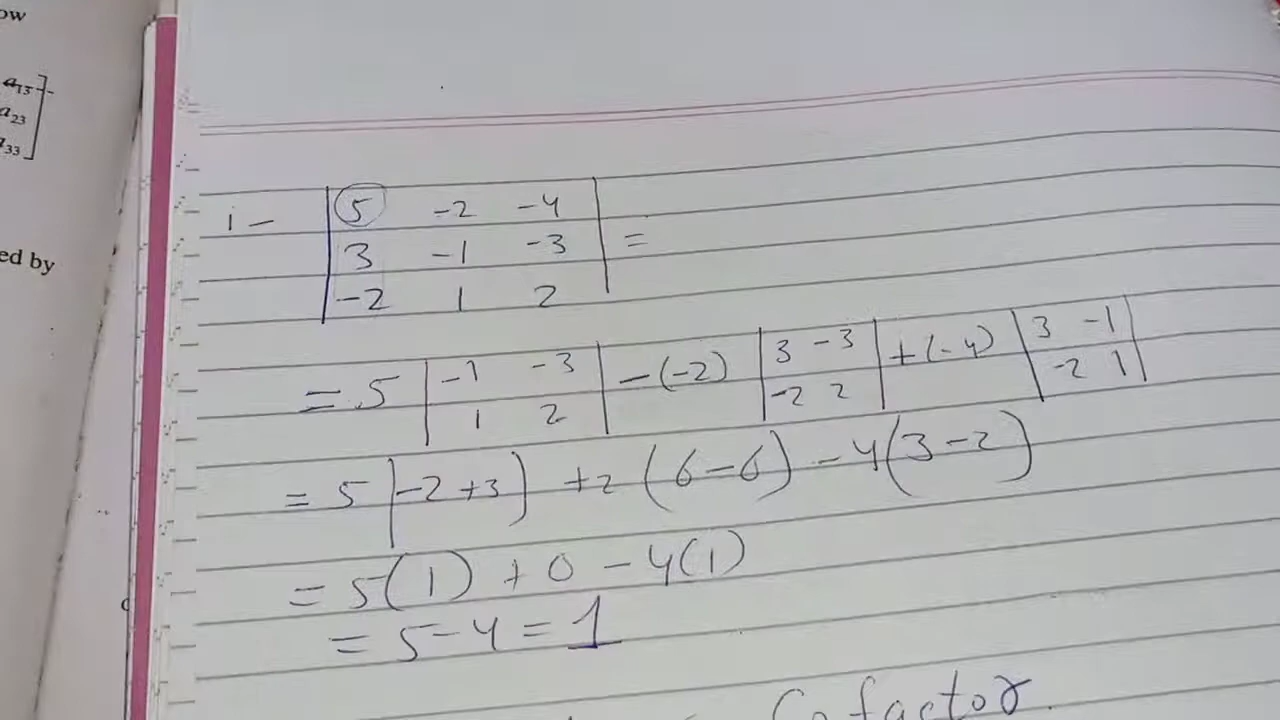 ow
a13
a23
33
ed by
i - | 5 -2 -4 |
| 3 -1 -3 | =
| -2 1 2 |
= 5 | -1 -3 | -(-2) | 3 -3 | +(-4) | 3 -1 |
| 1 2 | | -2 2 | | -2 1 |
= 5 |-2 +3) +2 (6-6) -4(3-2)
= 5(1) + 0 - 4(1)
= 5-4 = 1
Cofactor.